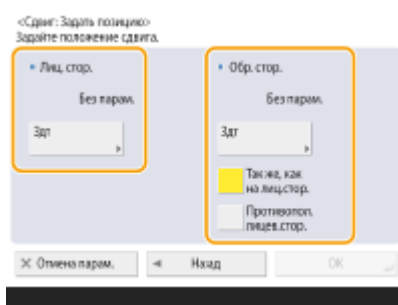 <Сдвиг: Задать позицию>
Задайте положение сдвига.
Лиц. стор.
Без парам.
Здт
Обр. стор.
Без парам.
Здт
Так же, как
на лиц.стор.
Противопол.
лицев.стор.
Отмена парам.
Назад
OK